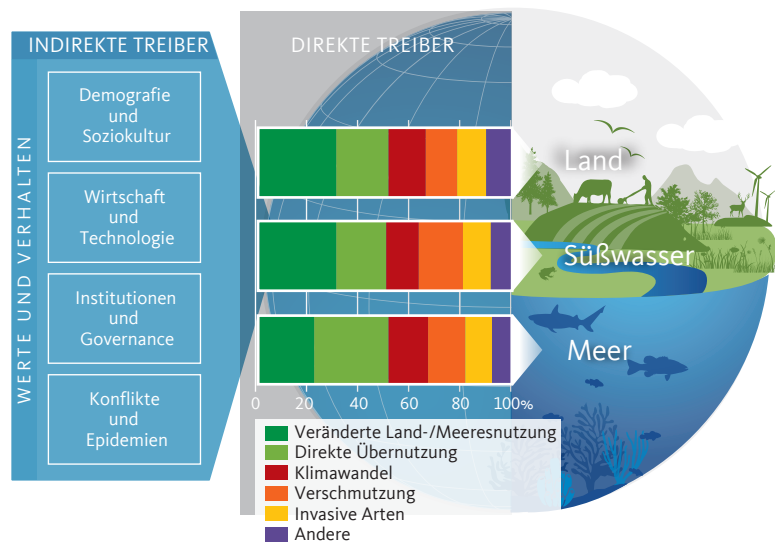 INDIREKTE TREIBER
WERTE UND VERHALTEN
Demografie
und
Soziokultur
Wirtschaft
und
Technologie
Institutionen
und
Governance
Konflikte
und
Epidemien
DIREKTE TREIBER
Land
Süßwasser
Meer
0 20 40 60 80 100%
Veränderte Land-/Meeresnutzung
Direkte Übernutzung
Klimawandel
Verschmutzung
Invasive Arten
Andere